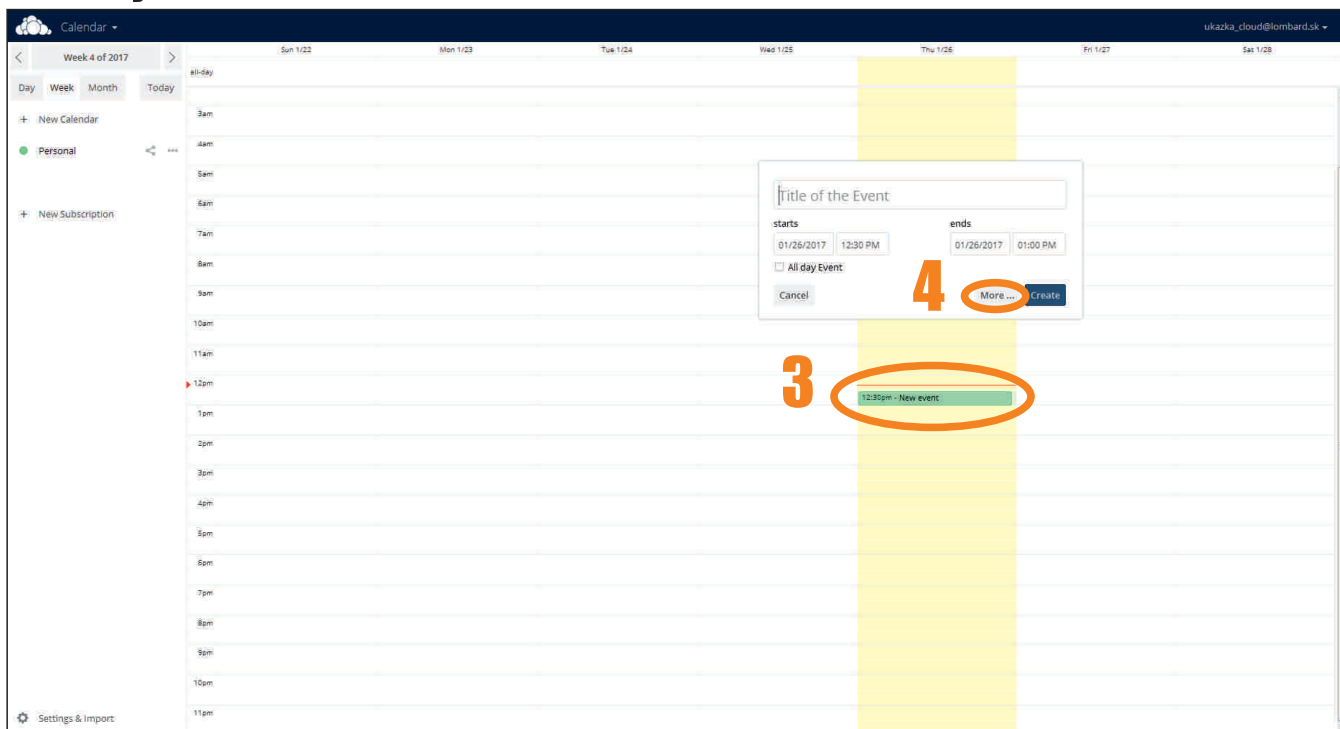 Calendar
ukazka_cloud@lombard.sk
Week 4 of 2017
Sun 1/22 Mon 1/23 Tue 1/24 Wed 1/25 Thu 1/26 Fri 1/27 Sat 1/28
all-day
Day Week Month Today
+ New Calendar
Personal
+ New Subscription
3am
4am
5am
6am
7am
8am
9am
10am
11am
12pm
1pm
2pm
3pm
4pm
5pm
6pm
7pm
8pm
9pm
10pm
11pm
Title of the Event
starts ends
01/26/2017 12:30 PM 01/26/2017 01:00 PM
All day Event
4
Cancel More ... Create
3
12:30pm - New event
Settings & Import